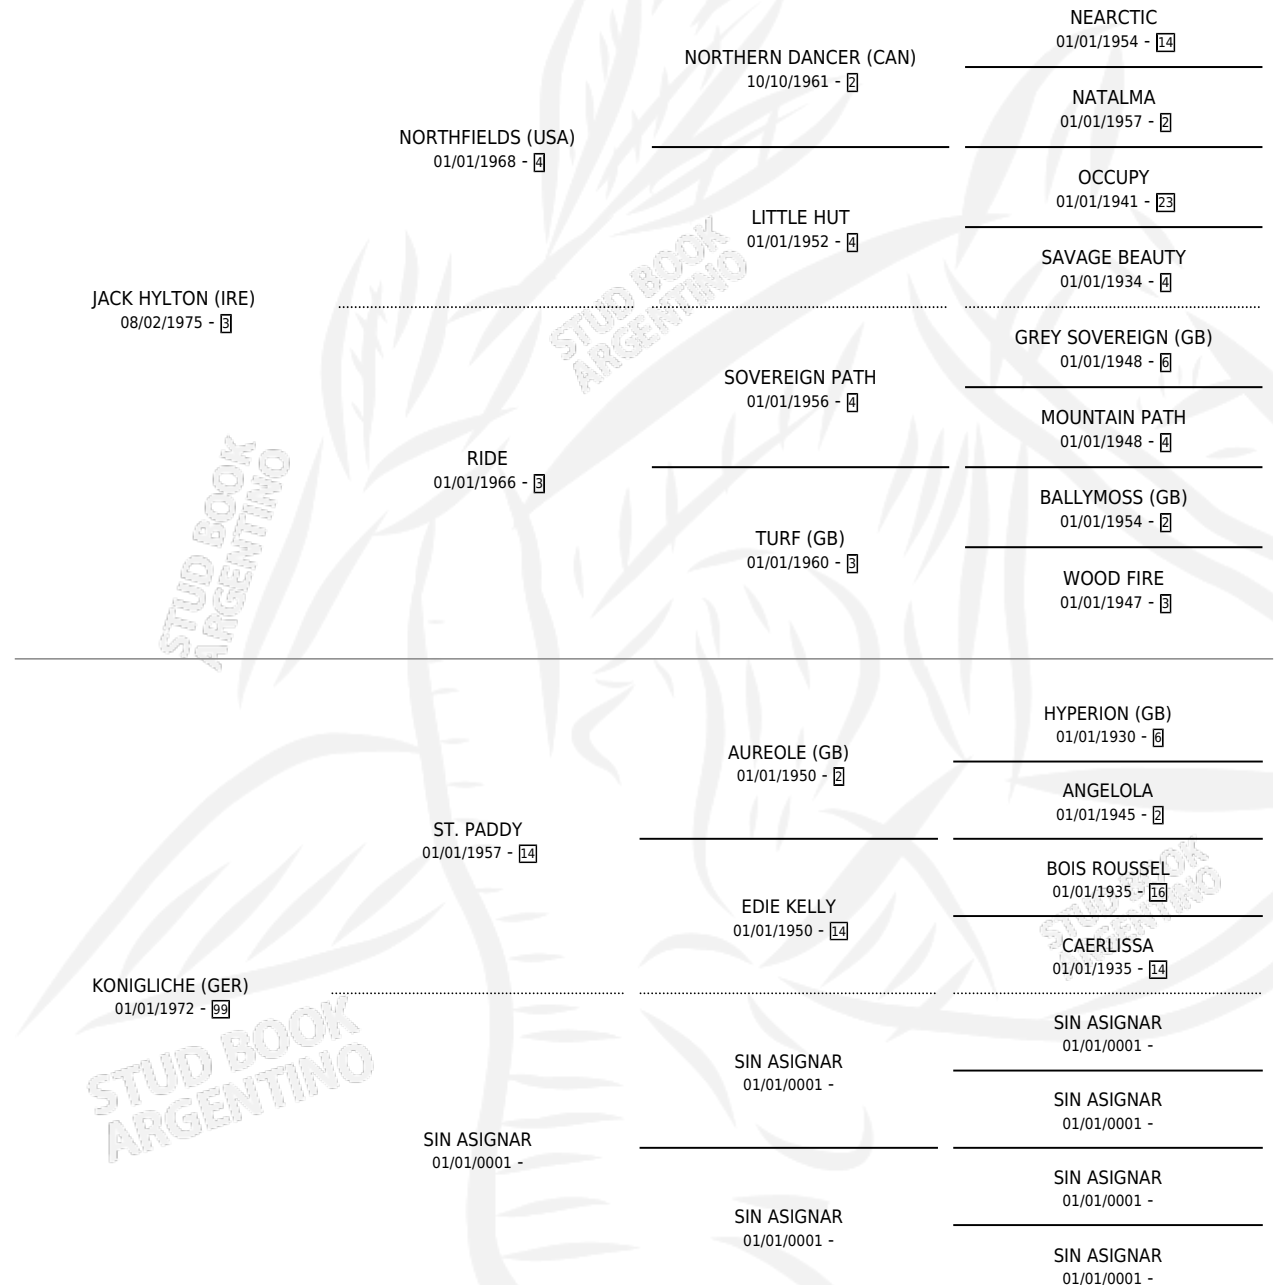 NEARCTIC
01/01/1954 - 14
NORTHERN DANCER (CAN)
10/10/1961 - 2
NATALMA
01/01/1957 - 2
NORTHFIELDS (USA)
01/01/1968 - 4
OCCUPY
01/01/1941 - 23
LITTLE HUT
01/01/1952 - 4
SAVAGE BEAUTY
01/01/1934 - 4
JACK HYLTON (IRE)
08/02/1975 - 3
GREY SOVEREIGN (GB)
01/01/1948 - 6
SOVEREIGN PATH
01/01/1956 - 4
MOUNTAIN PATH
01/01/1948 - 4
RIDE
01/01/1966 - 3
BALLYMOSS (GB)
01/01/1954 - 2
TURF (GB)
01/01/1960 - 3
WOOD FIRE
01/01/1947 - 3
HYPERION (GB)
01/01/1930 - 6
AUREOLE (GB)
01/01/1950 - 2
ANGELOLA
01/01/1945 - 2
ST. PADDY
01/01/1957 - 14
BOIS ROUSSEL
01/01/1935 - 16
EDIE KELLY
01/01/1950 - 14
CAERLISSA
01/01/1935 - 14
KONIGLICHE (GER)
01/01/1972 - 99
SIN ASIGNAR
01/01/0001 -
SIN ASIGNAR
01/01/0001 -
SIN ASIGNAR
01/01/0001 -
SIN ASIGNAR
01/01/0001 -
SIN ASIGNAR
01/01/0001 -
SIN ASIGNAR
01/01/0001 -
SIN ASIGNAR
01/01/0001 -
STUD BOOK
ARGENTINO
STUD BOOK
ARGENTINO
STUD BOOK
ARGENTINO
STUD BOOK
ARGENTINO